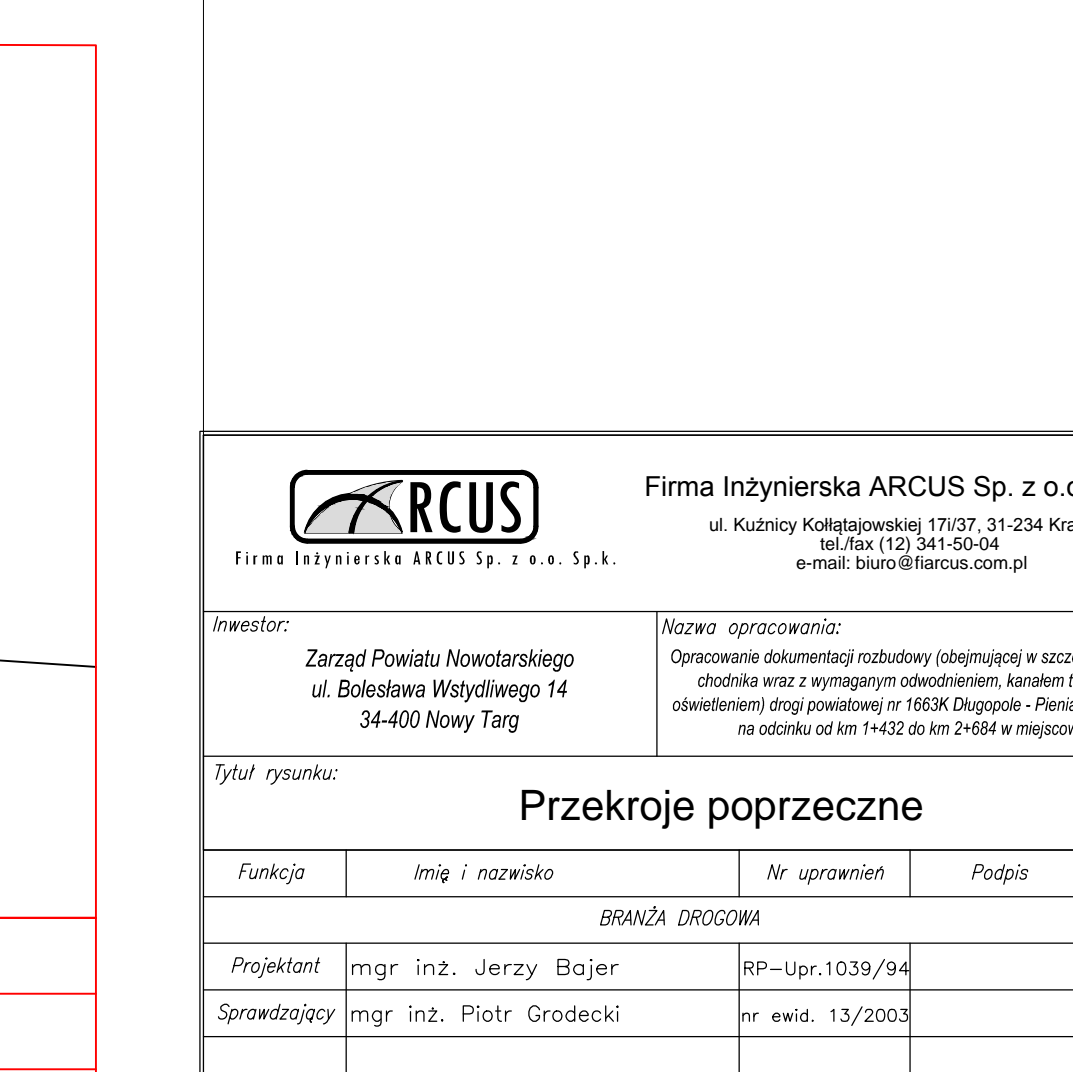 RCUS
Firma Inżynierska ARCUS Sp. z o.o. Sp.k.
Firma Inżynierska ARCUS Sp. z o.o
ul. Kuźnicy Kołłątajowskiej 17i/37, 31-234 Kra
tel./fax (12) 341-50-04
e-mail: biuro@fiarcus.com.pl
Inwestor:
Zarząd Powiatu Nowotarskiego
ul. Bolesława Wstydliwego 14
34-400 Nowy Targ
Nazwa opracowania:
Opracowanie dokumentacji rozbudowy (obejmującej w szcze
chodnika wraz z wymaganym odwodnieniem, kanałem t
oświetleniem) drogi powiatowej nr 1663K Długopole - Pienią
na odcinku od km 1+432 do km 2+684 w miejscow
Tytuł rysunku:
Przekroje poprzeczne
Funkcja Imię i nazwisko Nr uprawnień Podpis
BRANŻA DROGOWA
Projektant mgr inż. Jerzy Bajer RP-Upr.1039/94
Sprawdzający mgr inż. Piotr Grodecki nr ewid. 13/2003